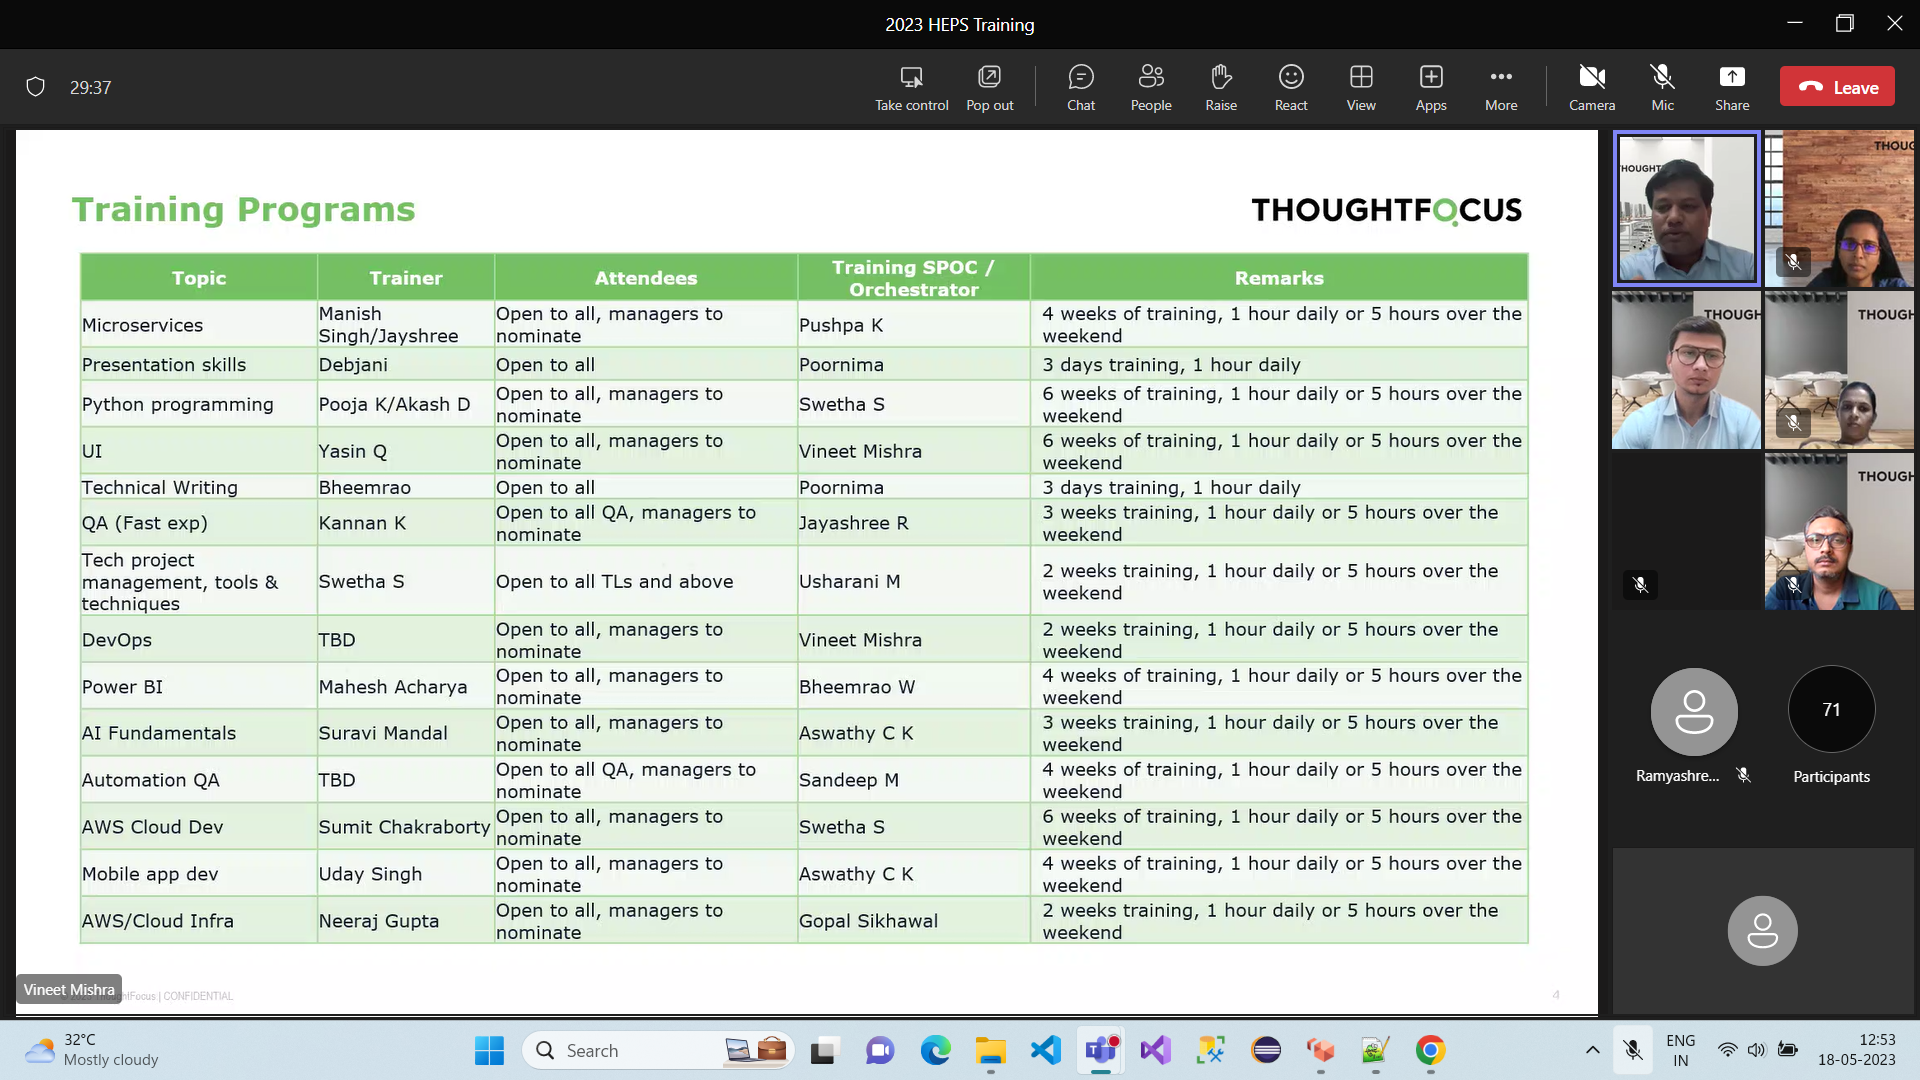 2023 HEPS Training
29:37
Take control
Pop out
Chat
People
Raise
React
View
Apps
More
Camera
Mic
Share
Leave
Training Programs
THOUGHTFOCUS
Topic
Trainer
Attendees
Training SPOC /
Orchestrator
Remarks
Microservices
Manish
Singh/Jayshree
Open to all, managers to
nominate
Pushpa K
4 weeks of training, 1 hour daily or 5 hours over the
weekend
Presentation skills
Debjani
Open to all
Poornima
3 days training, 1 hour daily
Python programming
Pooja K/Akash D
Open to all, managers to
nominate
Swetha S
6 weeks of training, 1 hour daily or 5 hours over the
weekend
UI
Yasin Q
Open to all, managers to
nominate
Vineet Mishra
6 weeks of training, 1 hour daily or 5 hours over the
weekend
Technical Writing
Bheemrao
Open to all
Poornima
3 days training, 1 hour daily
QA (Fast exp)
Kannan K
Open to all QA, managers to
nominate
Jayashree R
3 weeks training, 1 hour daily or 5 hours over the
weekend
Tech project
management, tools &
techniques
Swetha S
Open to all TLs and above
Usharani M
2 weeks training, 1 hour daily or 5 hours over the
weekend
DevOps
TBD
Open to all, managers to
nominate
Vineet Mishra
2 weeks training, 1 hour daily or 5 hours over the
weekend
Power BI
Mahesh Acharya
Open to all, managers to
nominate
Bheemrao W
4 weeks of training, 1 hour daily or 5 hours over the
weekend
AI Fundamentals
Suravi Mandal
Open to all, managers to
nominate
Aswathy C K
3 weeks training, 1 hour daily or 5 hours over the
weekend
Automation QA
TBD
Open to all QA, managers to
nominate
Sandeep M
4 weeks of training, 1 hour daily or 5 hours over the
weekend
AWS Cloud Dev
Sumit Chakraborty
Open to all, managers to
nominate
Swetha S
6 weeks of training, 1 hour daily or 5 hours over the
weekend
Mobile app dev
Uday Singh
Open to all, managers to
nominate
Aswathy C K
4 weeks of training, 1 hour daily or 5 hours over the
weekend
AWS/Cloud Infra
Neeraj Gupta
Open to all, managers to
nominate
Gopal Sikhawal
2 weeks training, 1 hour daily or 5 hours over the
weekend
Vineet Mishra
| CONFIDENTIAL
4
THOUGHT
THOUG
THOUGH
THOUG
THOUG
Ramyashre...
71
Participants
32°C
Mostly cloudy
Search
ENG
IN
12:53
18-05-2023